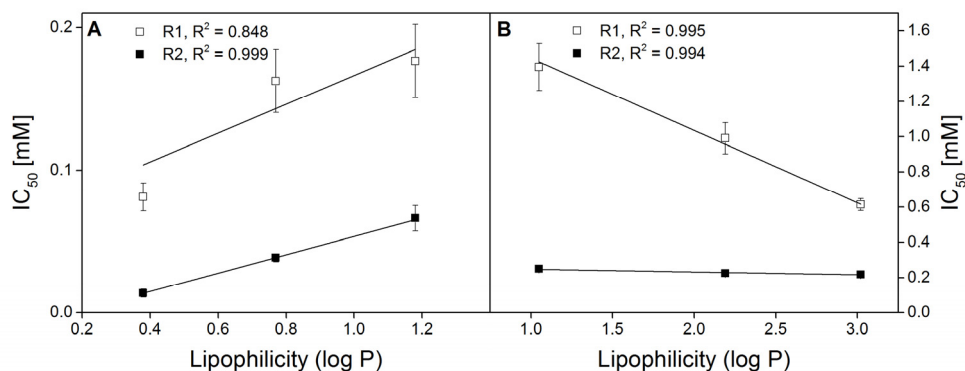 A
R1, R² = 0.848
R2, R² = 0.999
B
R1, R² = 0.995
R2, R² = 0.994
IC₅₀ [mM]
0.2
0.1
0.0
0.2 0.4 0.6 0.8 1.0 1.2
Lipophilicity (log P)
1.0 1.5 2.0 2.5 3.0
Lipophilicity (log P)
1.6
1.4
1.2
1.0
0.8
0.6
0.4
0.2
0.0
IC₅₀ [mM]